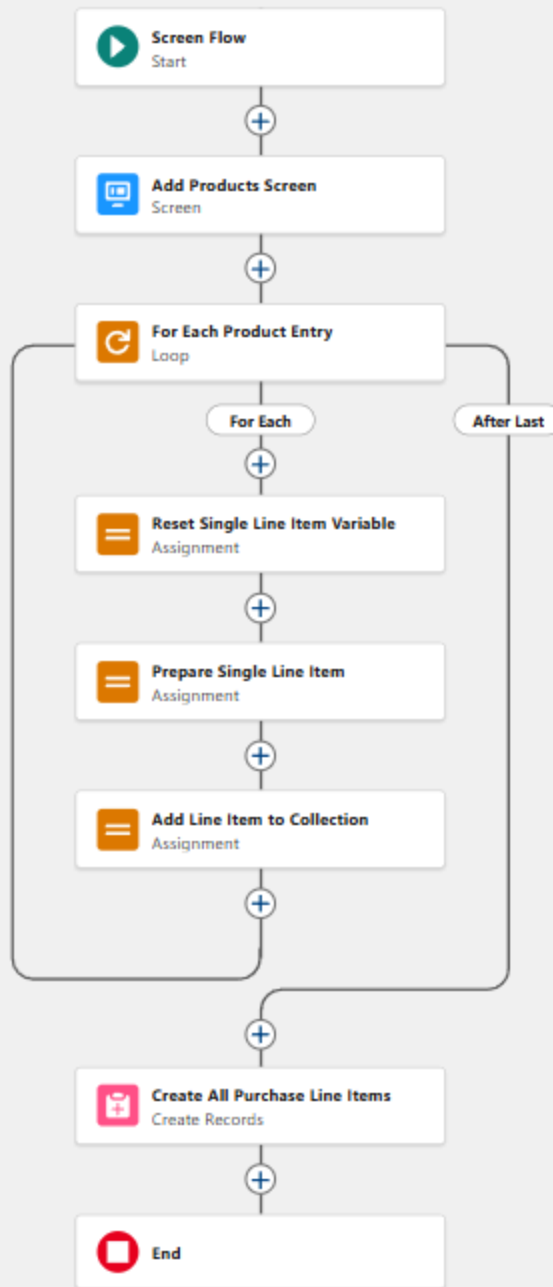 Screen Flow
Start
Add Products Screen
Screen
For Each Product Entry
Loop
For Each
After Last
Reset Single Line Item Variable
Assignment
Prepare Single Line Item
Assignment
Add Line Item to Collection
Assignment
Create All Purchase Line Items
Create Records
End